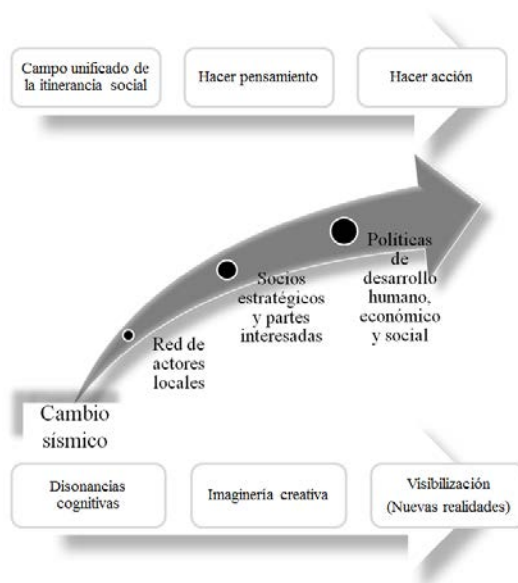 Campo unificado de
la itinerancia social
Hacer pensamiento
Hacer acción
Políticas
de
desarrollo
humano,
económico
y social
Socios
estratégicos
y partes
interesadas
Red de
actores
locales
Cambio
sísmico
Disonancias
cognitivas
Imaginería creativa
Visibilización
(Nuevas realidades)